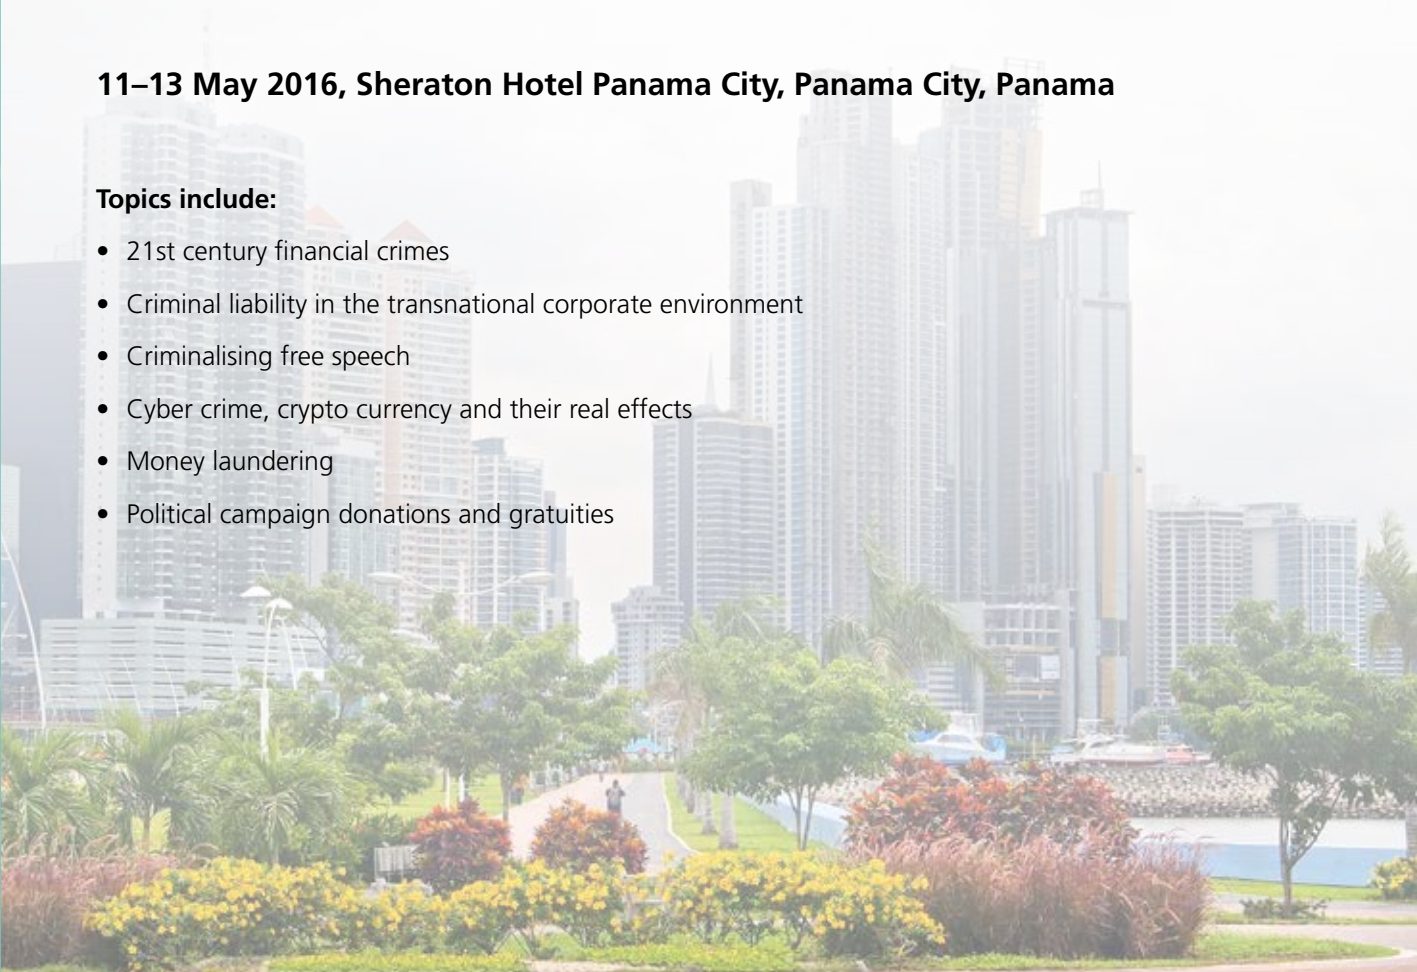 11–13 May 2016, Sheraton Hotel Panama City, Panama City, Panama
Topics include:
• 21st century financial crimes
• Criminal liability in the transnational corporate environment
• Criminalising free speech
• Cyber crime, crypto currency and their real effects
• Money laundering
• Political campaign donations and gratuities